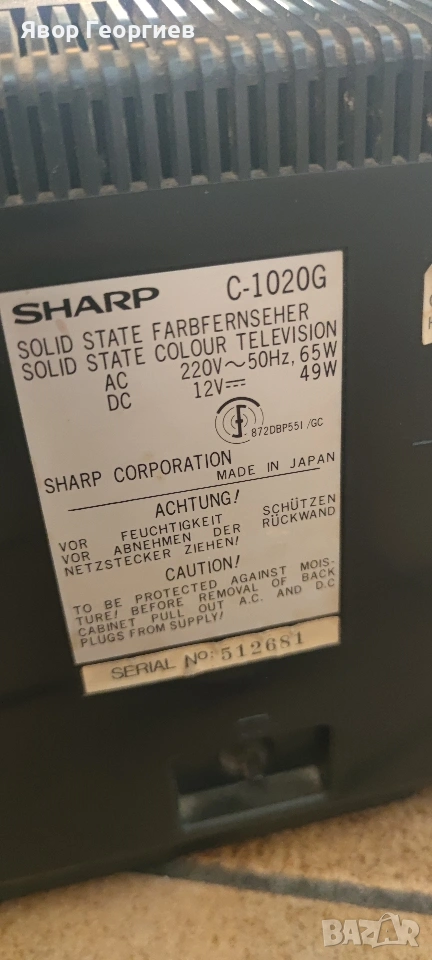 Явор Георгиев
SHARP C-1020G
SOLID STATE FARBFERNSEHER
SOLID STATE COLOUR TELEVISION
AC 220V~50Hz, 65W
DC 12V⎓ 49W
872DBP551/GC
SHARP CORPORATION MADE IN JAPAN
ACHTUNG!
VOR FEUCHTIGKEIT SCHÜTZEN
VOR ABNEHMEN DER RÜCKWAND
NETZSTECKER ZIEHEN!
CAUTION!
TO BE PROTECTED AGAINST MOIS-
TURE! BEFORE REMOVAL OF BACK
CABINET PULL OUT A.C. AND D.C
PLUGS FROM SUPPLY!
SERIAL No: 512681
BAZAR